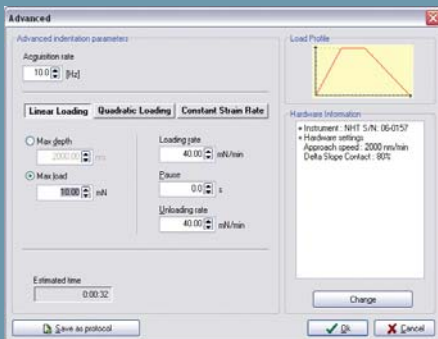 Advanced
Advanced indentation parameters
Acquisition rate
10.0 [Hz]
Linear Loading Quadratic Loading Constant Strain Rate
Max depth
2000.00 nm
Max load
10.00 mN
Loading rate
40.00 mN/min
Pause
0.0 s
Unloading rate
40.00 mN/min
Estimated time
0:00:32
Save as protocol
Load Profile
Hardware Information
+ Instrument : NHT S/N: 06-0157
+ Hardware settings
Approach speed : 2000 nm/min
Delta Slope Contact : 80%
Change
Ok Cancel